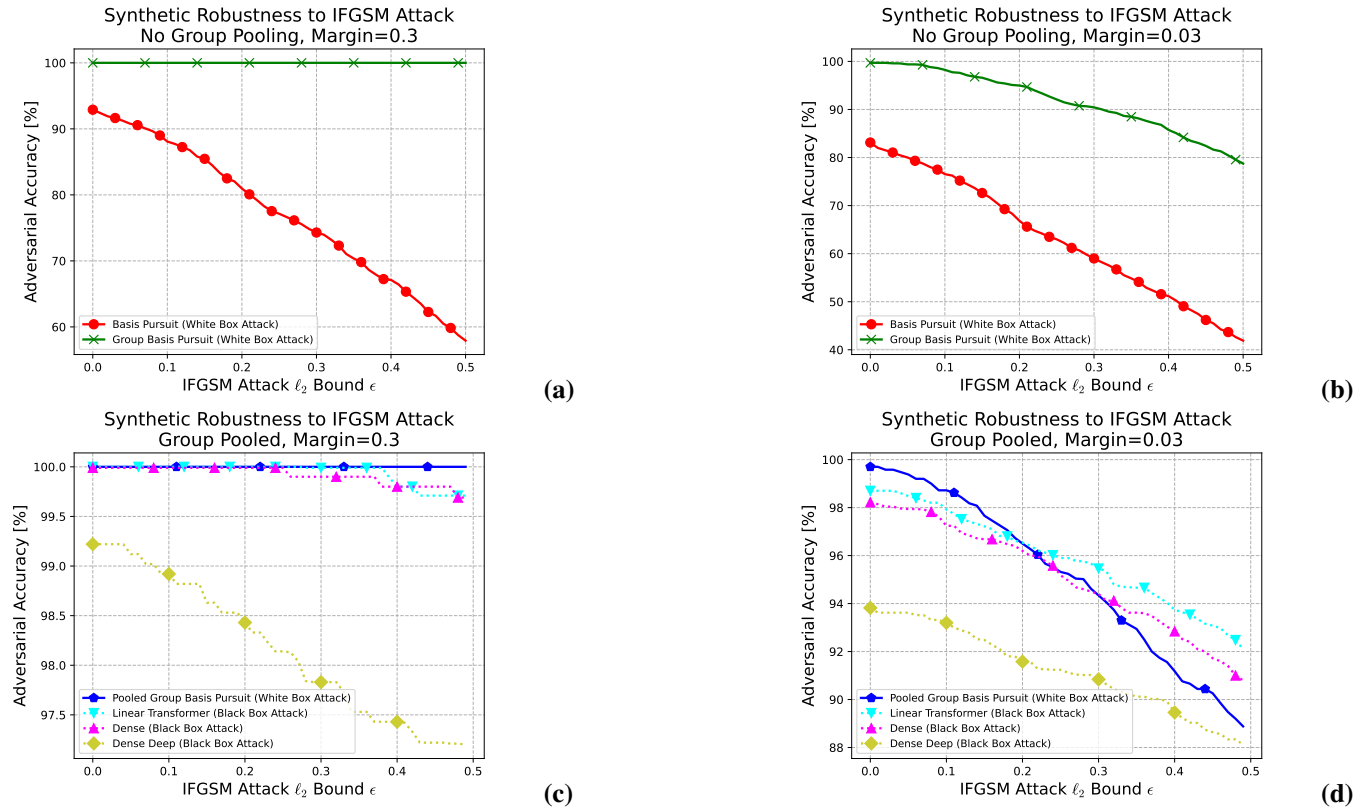 Synthetic Robustness to IFGSM Attack
No Group Pooling, Margin=0.3
Adversarial Accuracy [%]
100
90
80
70
60
Basis Pursuit (White Box Attack)
Group Basis Pursuit (White Box Attack)
0.0 0.1 0.2 0.3 0.4 0.5
IFGSM Attack ℓ₂ Bound ϵ
(a)
Synthetic Robustness to IFGSM Attack
No Group Pooling, Margin=0.03
Adversarial Accuracy [%]
100
90
80
70
60
50
40
Basis Pursuit (White Box Attack)
Group Basis Pursuit (White Box Attack)
0.0 0.1 0.2 0.3 0.4 0.5
IFGSM Attack ℓ₂ Bound ϵ
(b)
Synthetic Robustness to IFGSM Attack
Group Pooled, Margin=0.3
Adversarial Accuracy [%]
100.0
99.5
99.0
98.5
98.0
97.5
Pooled Group Basis Pursuit (White Box Attack)
Linear Transformer (Black Box Attack)
Dense (Black Box Attack)
Dense Deep (Black Box Attack)
0.0 0.1 0.2 0.3 0.4 0.5
IFGSM Attack ℓ₂ Bound ϵ
(c)
Synthetic Robustness to IFGSM Attack
Group Pooled, Margin=0.03
Adversarial Accuracy [%]
100
98
96
94
92
90
88
Pooled Group Basis Pursuit (White Box Attack)
Linear Transformer (Black Box Attack)
Dense (Black Box Attack)
Dense Deep (Black Box Attack)
0.0 0.1 0.2 0.3 0.4 0.5
IFGSM Attack ℓ₂ Bound ϵ
(d)